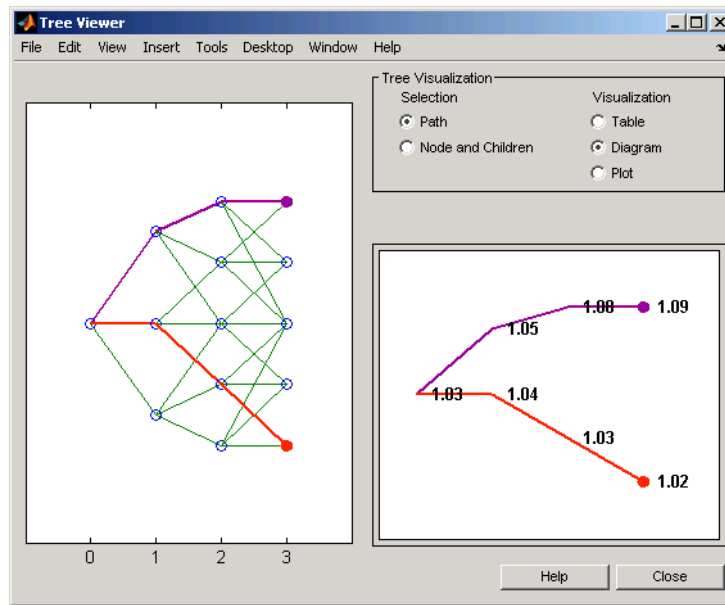 Tree Viewer
File Edit View Insert Tools Desktop Window Help
Tree Visualization
Selection Visualization
Path Table
Node and Children Diagram
Plot
1.08 1.09
1.05
1.03 1.04
1.03
1.02
0 1 2 3
Help Close